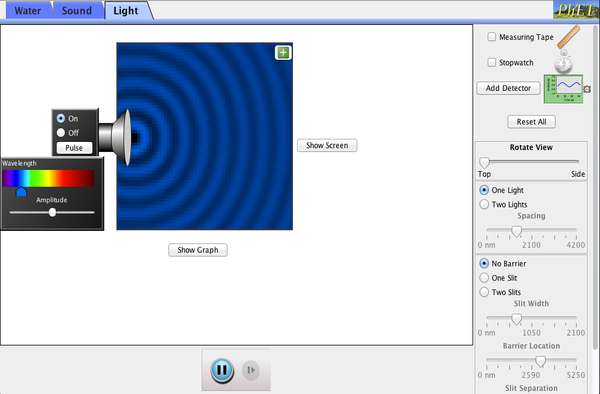 Water
Sound
Light
PhET
Measuring Tape
Stopwatch
Add Detector
Reset All
Rotate View
Top
Side
One Light
Two Lights
Spacing
0 nm
2100
4200
No Barrier
One Slit
Two Slits
Slit Width
0 nm
1050
2100
Barrier Location
0 nm
2590
5250
Slit Separation
On
Off
Pulse
Wavelength
Amplitude
Show Screen
Show Graph